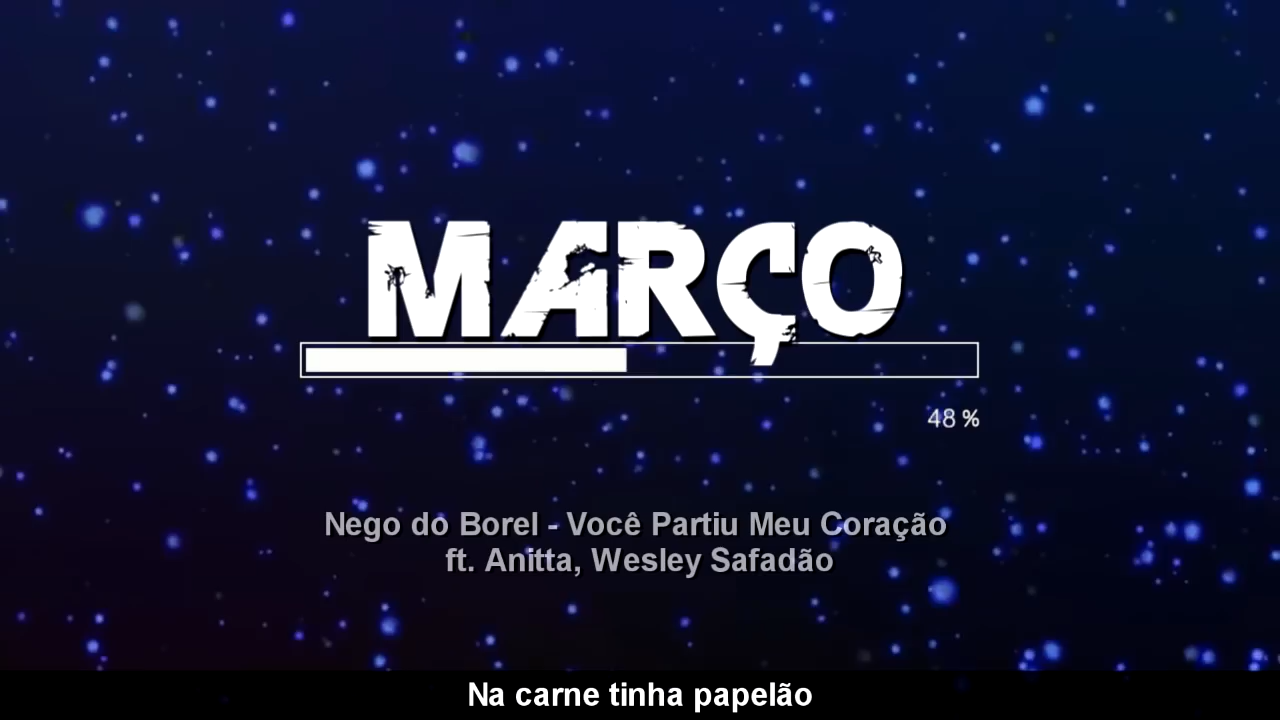 MARÇO
48 %
Nego do Borel - Você Partiu Meu Coração
ft. Anitta, Wesley Safadão
Na carne tinha papelão